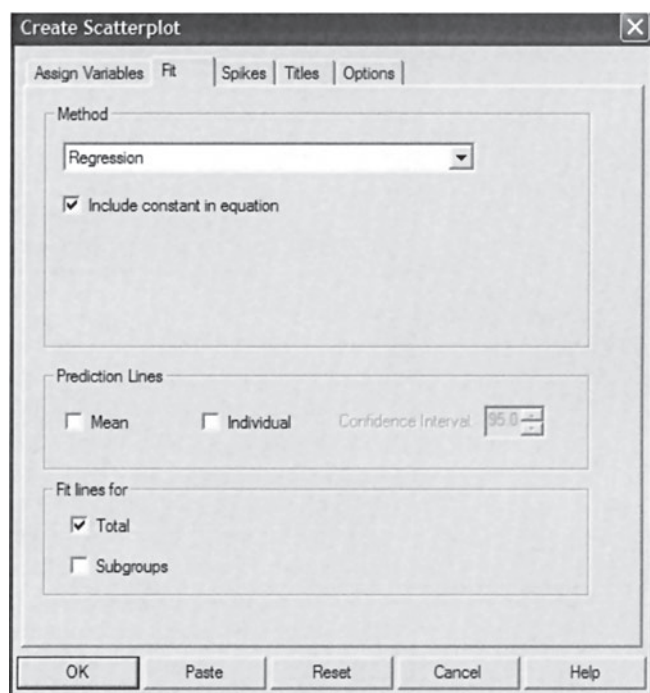 Create Scatterplot
Assign Variables Fit Spikes Titles Options
Method
Regression
Include constant in equation
Prediction Lines
Mean Individual Confidence Interval 95.0
Fit lines for
Total
Subgroups
OK Paste Reset Cancel Help